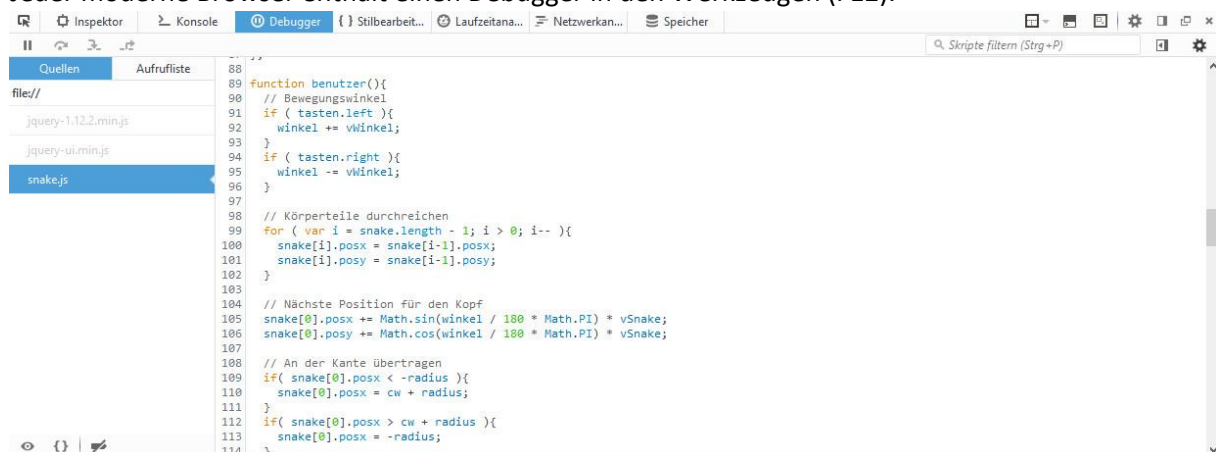 Jeder moderne Browser enthält einen Debugger in den Werkzeugen (F12).
Inspektor Konsole Debugger { } Stilbearbeit... Laufzeitana... Netzwerkan... Speicher
Skripte filtern (Strg+P)
Quellen Aufrufliste
file://
jquery-1.12.2.min.js
jquery-ui.min.js
snake.js
88
89 function benutzer(){
90 // Bewegungswinkel
91 if ( tasten.left ){
92 winkel += vWinkel;
93 }
94 if ( tasten.right ){
95 winkel -= vWinkel;
96 }
97
98 // Körperteile durchreichen
99 for ( var i = snake.length - 1; i > 0; i-- ){
100 snake[i].posx = snake[i-1].posx;
101 snake[i].posy = snake[i-1].posy;
102 }
103
104 // Nächste Position für den Kopf
105 snake[0].posx += Math.sin(winkel / 180 * Math.PI) * vSnake;
106 snake[0].posy += Math.cos(winkel / 180 * Math.PI) * vSnake;
107
108 // An der Kante übertragen
109 if( snake[0].posx < -radius ){
110 snake[0].posx = cw + radius;
111 }
112 if( snake[0].posx > cw + radius ){
113 snake[0].posx = -radius;
114 }